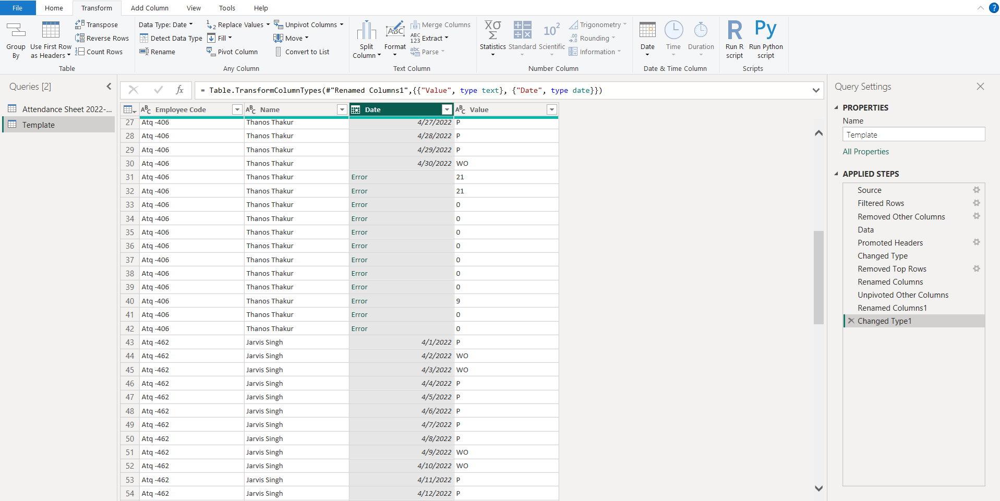 File Home Transform Add Column View Tools Help ?
Group By
Use First Row as Headers
Transpose
Reverse Rows
Count Rows
Table
Data Type: Date
Detect Data Type
Rename
1 2 Replace Values
Fill
Pivot Column
Unpivot Columns
Move
Convert to List
Any Column
Split Column
ABC
Format
Merge Columns
ABC 123 Extract
abc Parse
Text Column
XΟ Σ
Statistics
Standard
10²
Scientific
Trigonometry
.00 Rounding
Information
Number Column
Date
Time
Duration
Date & Time Column
R
Run R script
Py
Run Python script
Scripts
Queries [2]
Attendance Sheet 2022-...
Template
fx = Table.TransformColumnTypes(#"Renamed Columns1",{{"Value", type text}, {"Date", type date}})
ABC Employee Code ABC Name Date ABC Value
27 Atq -406 Thanos Thakur 4/27/2022 P
28 Atq -406 Thanos Thakur 4/28/2022 P
29 Atq -406 Thanos Thakur 4/29/2022 P
30 Atq -406 Thanos Thakur 4/30/2022 WO
31 Atq -406 Thanos Thakur Error 21
32 Atq -406 Thanos Thakur Error 21
33 Atq -406 Thanos Thakur Error 0
34 Atq -406 Thanos Thakur Error 0
35 Atq -406 Thanos Thakur Error 0
36 Atq -406 Thanos Thakur Error 0
37 Atq -406 Thanos Thakur Error 0
38 Atq -406 Thanos Thakur Error 0
39 Atq -406 Thanos Thakur Error 0
40 Atq -406 Thanos Thakur Error 9
41 Atq -406 Thanos Thakur Error 0
42 Atq -406 Thanos Thakur Error 0
43 Atq -462 Jarvis Singh 4/1/2022 P
44 Atq -462 Jarvis Singh 4/2/2022 WO
45 Atq -462 Jarvis Singh 4/3/2022 WO
46 Atq -462 Jarvis Singh 4/4/2022 P
47 Atq -462 Jarvis Singh 4/5/2022 P
48 Atq -462 Jarvis Singh 4/6/2022 P
49 Atq -462 Jarvis Singh 4/7/2022 P
50 Atq -462 Jarvis Singh 4/8/2022 P
51 Atq -462 Jarvis Singh 4/9/2022 WO
52 Atq -462 Jarvis Singh 4/10/2022 WO
53 Atq -462 Jarvis Singh 4/11/2022 P
54 Atq -462 Jarvis Singh 4/12/2022 P
Query Settings
PROPERTIES
Name
Template
All Properties
APPLIED STEPS
Source
Filtered Rows
Removed Other Columns
Data
Promoted Headers
Changed Type
Removed Top Rows
Renamed Columns
Unpivoted Other Columns
Renamed Columns1
Changed Type1